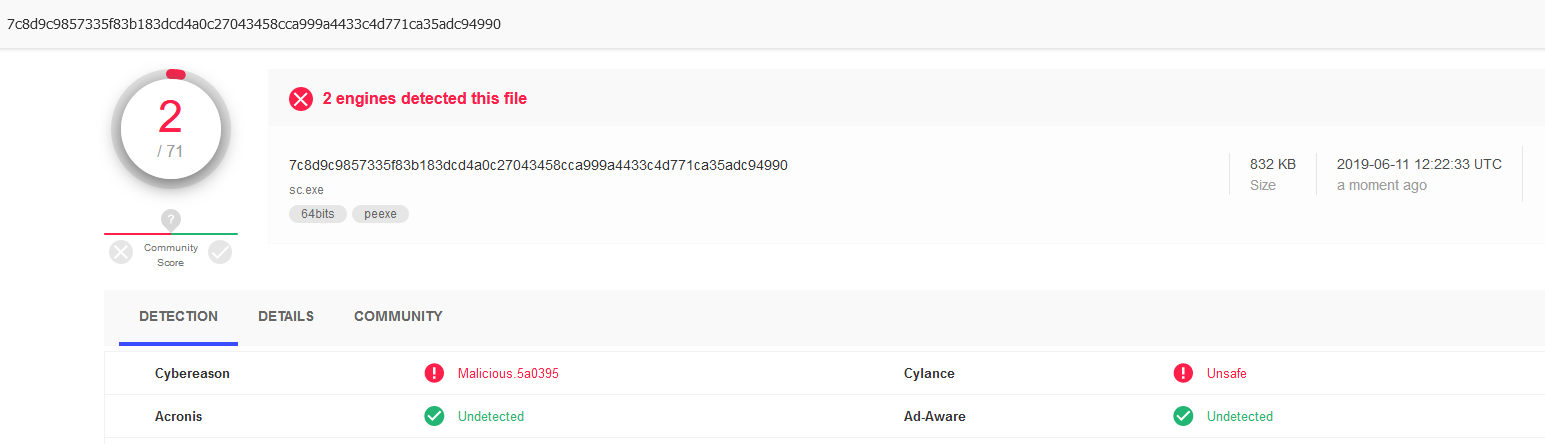 7c8d9c9857335f83b183dcd4a0c27043458cca999a4433c4d771ca35adc94990
2
/ 71
?
Community
Score
2 engines detected this file
7c8d9c9857335f83b183dcd4a0c27043458cca999a4433c4d771ca35adc94990
sc.exe
64bits peexe
832 KB
Size
2019-06-11 12:22:33 UTC
a moment ago
DETECTION DETAILS COMMUNITY
Cybereason Malicious.5a0395 Cylance Unsafe
Acronis Undetected Ad-Aware Undetected